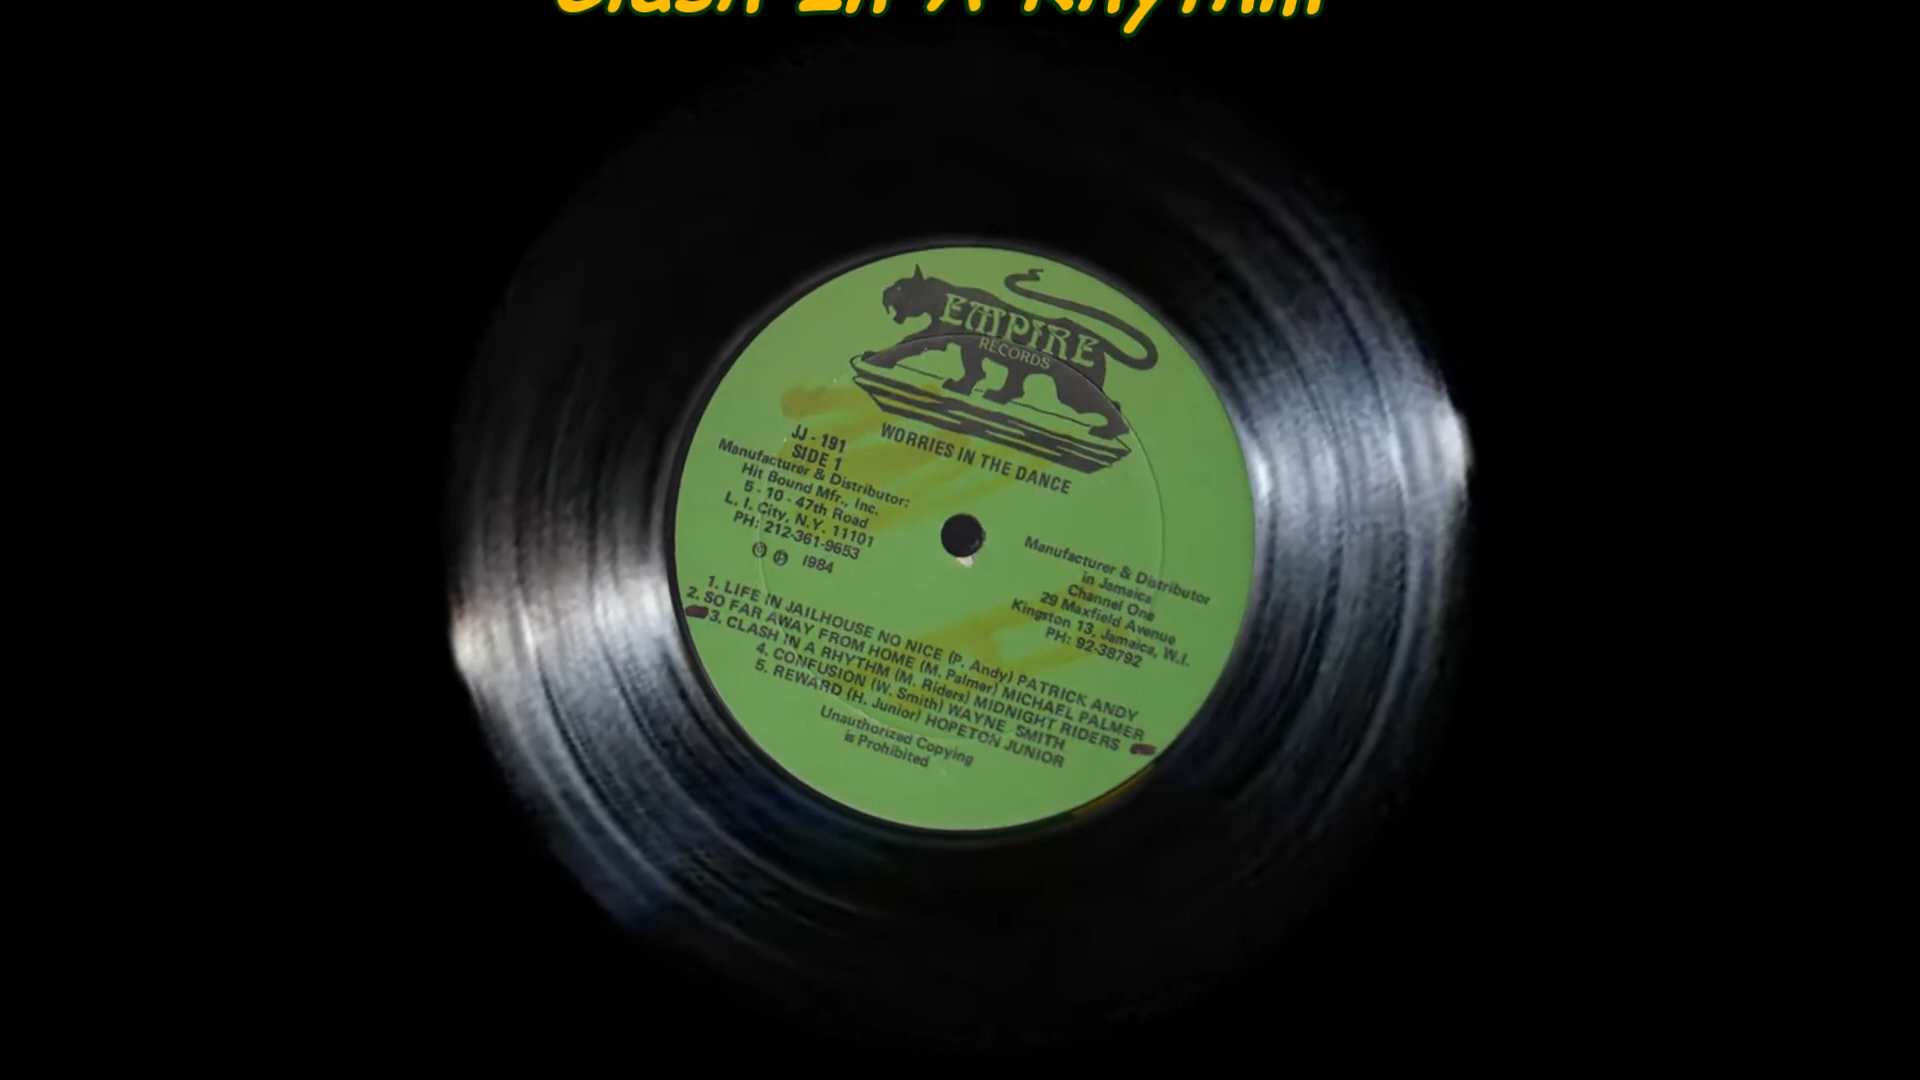 Clash In A Rhythm
EMPIRE
RECORDS
WORRIES IN THE DANCE
JJ - 191
SIDE 1
Manufacturer & Distributor:
Hit Bound Mfr., Inc.
5 - 10 - 47th Road
L. I. City, N.Y. 11101
PH: 212-361-9653
© ℗ 1984
Manufacturer & Distributor
in Jamaica
Channel One
29 Maxfield Avenue
Kingston 13, Jamaica, W.I.
PH: 92-38792
1. LIFE IN JAILHOUSE NO NICE (P. Andy) PATRICK ANDY
2. SO FAR AWAY FROM HOME (M. Palmer) MICHAEL PALMER
3. CLASH IN A RHYTHM (M. Riders) MIDNIGHT RIDERS
4. CONFUSION (W. Smith) WAYNE SMITH
5. REWARD (H. Junior) HOPETON JUNIOR
Unauthorized Copying
is Prohibited